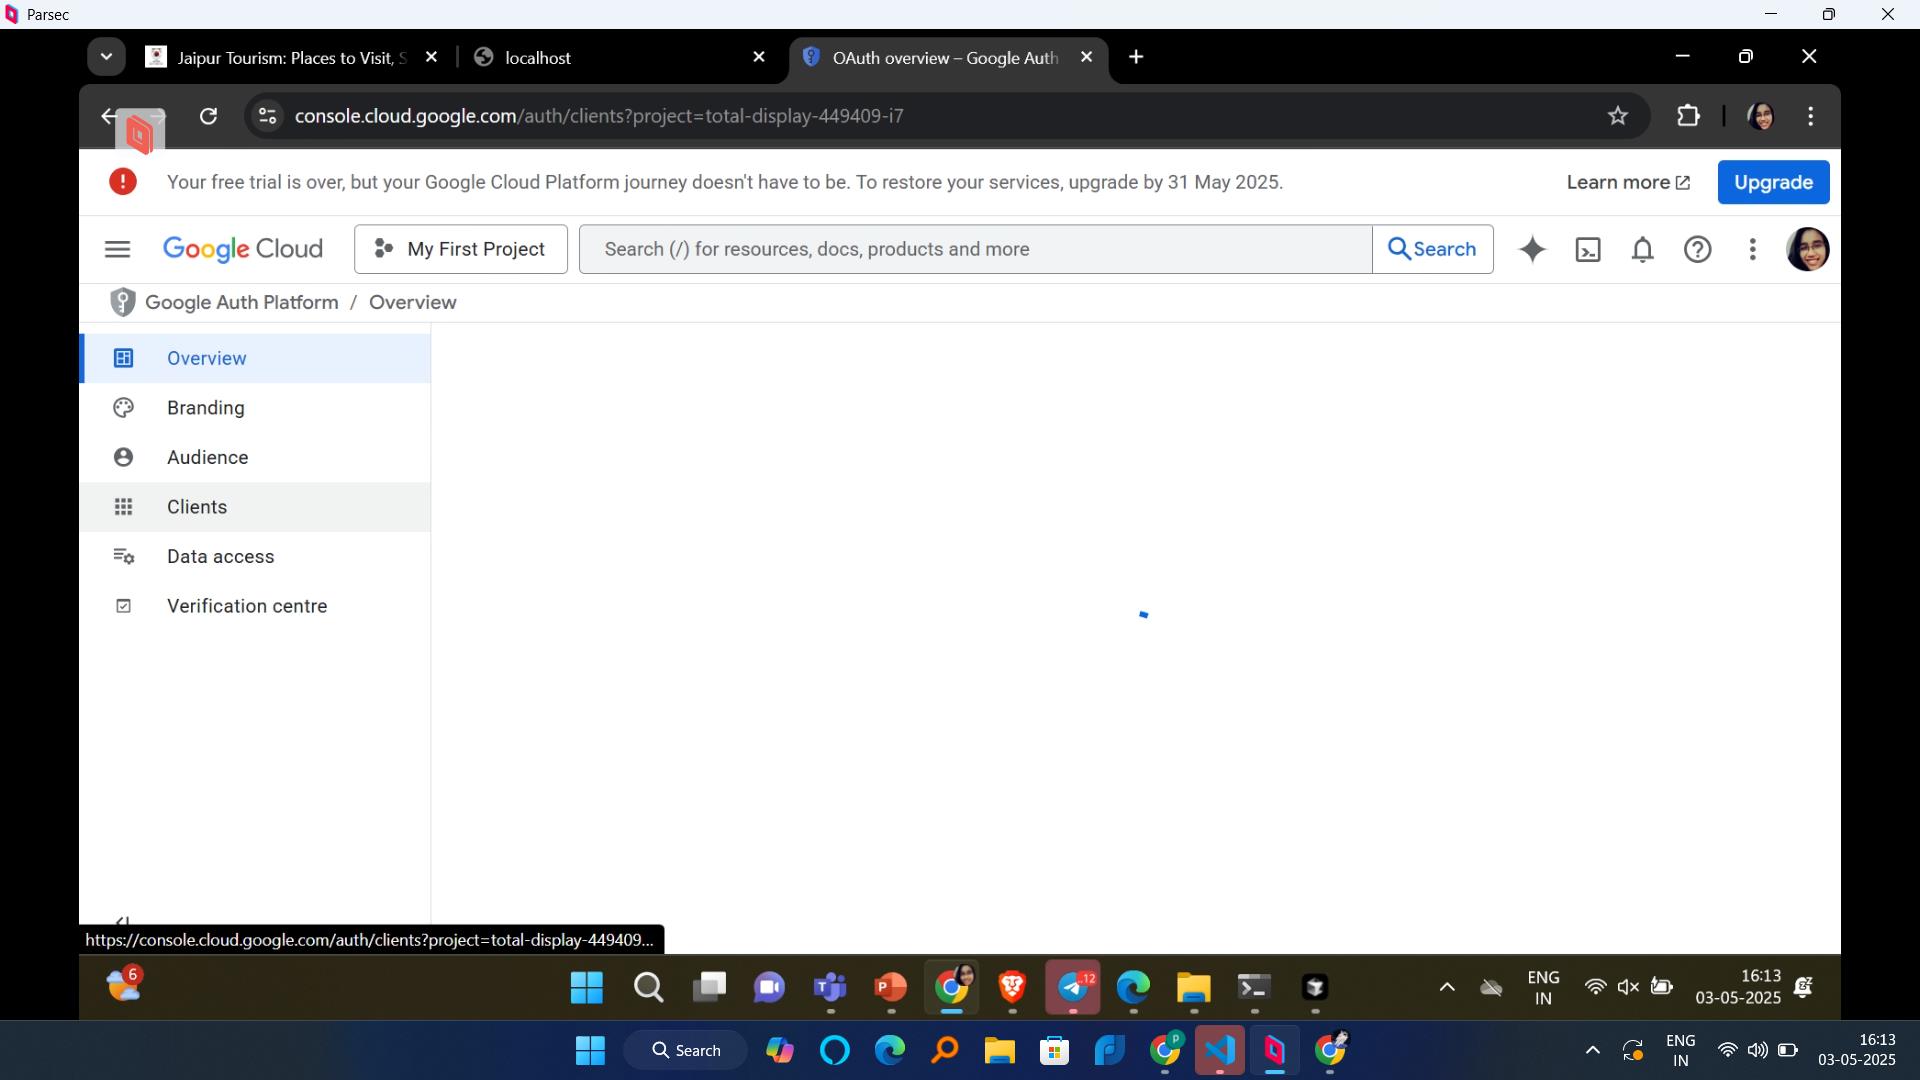 Parsec
Jaipur Tourism: Places to Visit, S
localhost
OAuth overview – Google Auth
console.cloud.google.com/auth/clients?project=total-display-449409-i7
Your free trial is over, but your Google Cloud Platform journey doesn't have to be. To restore your services, upgrade by 31 May 2025.
Learn more
Upgrade
Google Cloud
My First Project
Search (/) for resources, docs, products and more
Search
Google Auth Platform / Overview
Overview
Branding
Audience
Clients
Data access
Verification centre
https://console.cloud.google.com/auth/clients?project=total-display-449409...
6
12
ENG
IN
16:13
03-05-2025
Search
P
ENG
IN
16:13
03-05-2025